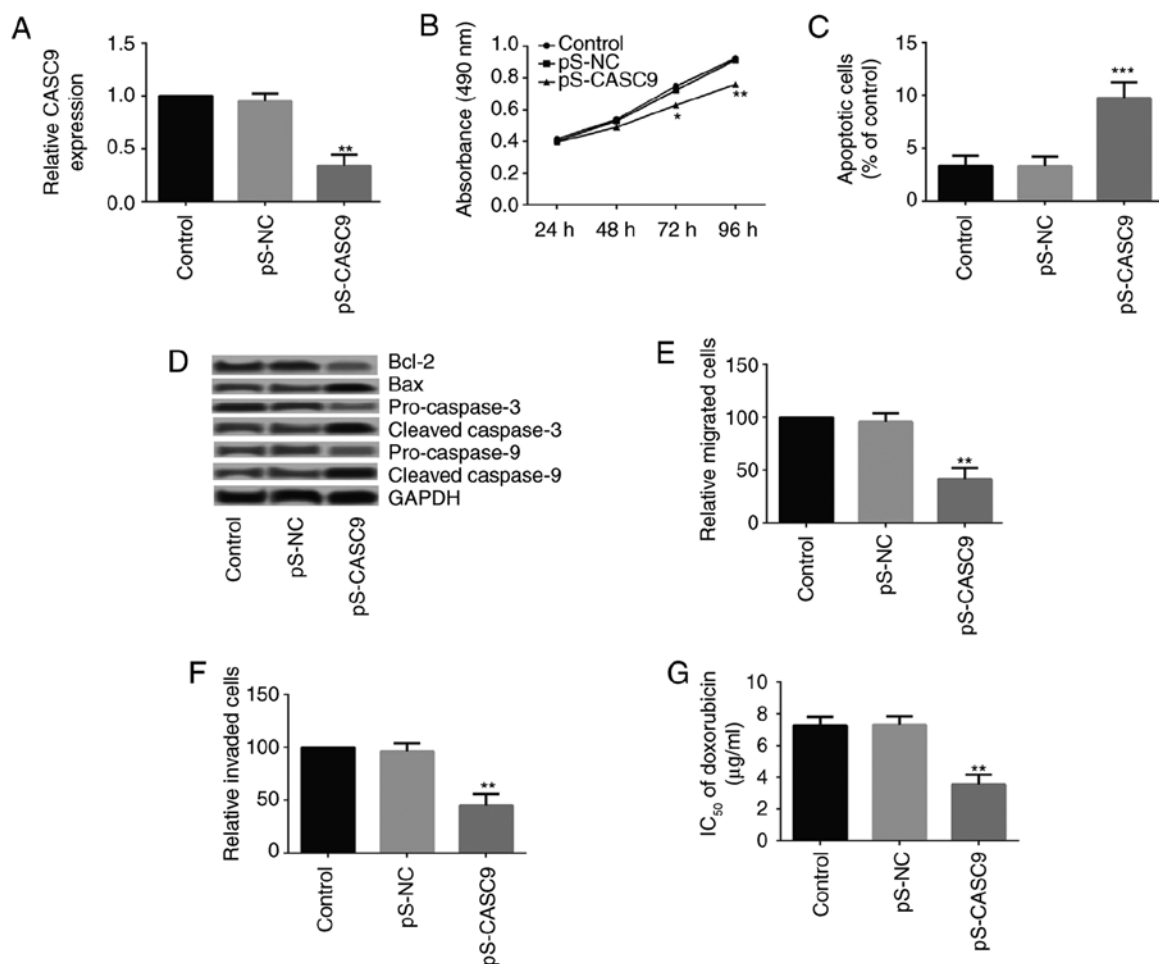 A
Relative CASC9
expression
1.5
1.0
0.5
0.0
**
Control
pS-NC
pS-CASC9
B
Absorbance (490 nm)
1.0
0.8
0.6
0.4
0.2
0.0
Control
pS-NC
pS-CASC9
*
**
24 h 48 h 72 h 96 h
C
Apoptotic cells
(% of control)
15
10
5
0
***
Control
pS-NC
pS-CASC9
D
Bcl-2
Bax
Pro-caspase-3
Cleaved caspase-3
Pro-caspase-9
Cleaved caspase-9
GAPDH
Control
pS-NC
pS-CASC9
E
Relative migrated cells
150
100
50
0
**
Control
pS-NC
pS-CASC9
F
Relative invaded cells
150
100
50
0
**
Control
pS-NC
pS-CASC9
G
IC50 of doxorubicin
(µg/ml)
8
6
4
2
0
**
Control
pS-NC
pS-CASC9